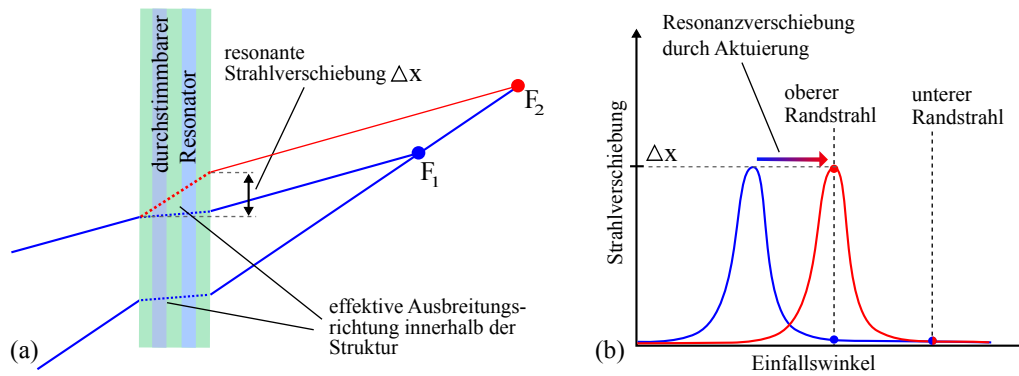 durchstimmbarer
Resonator
resonante
Strahlverschiebung △x
F₂
F₁
effektive Ausbreitungs-
richtung innerhalb der
Struktur
(a)
Resonanzverschiebung
durch Aktuierung
oberer
Randstrahl
unterer
Randstrahl
△x
Strahlverschiebung
Einfallswinkel
(b)